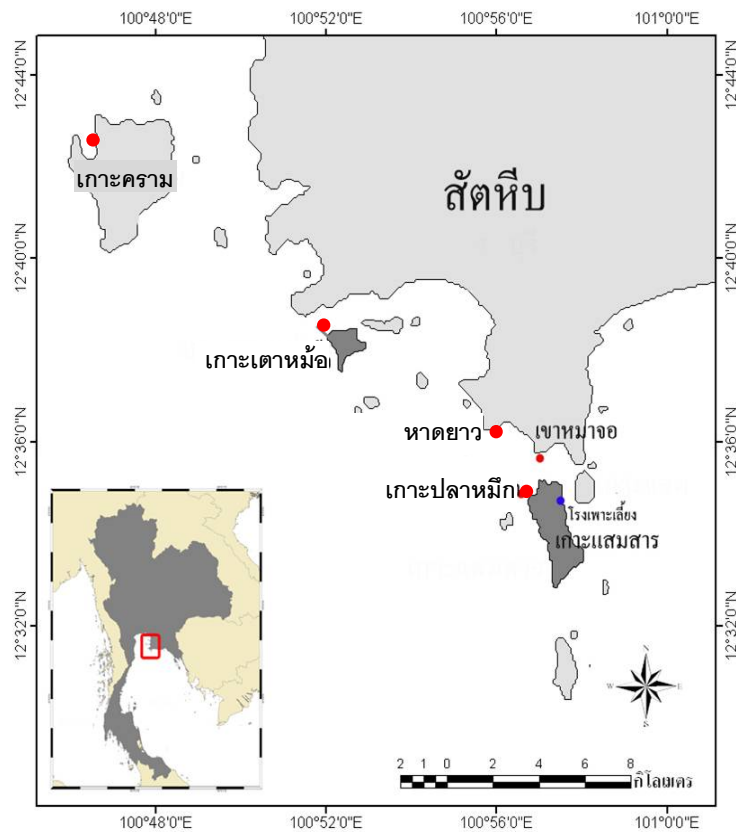 100°48'0"E 100°52'0"E 100°56'0"E 101°0'0"E
12°44'0"N 12°44'0"N
เกาะคราม
สัตหีบ
12°40'0"N 12°40'0"N
เกาะเตาหม้อ
หาดยาว เขาหมาจอ
12°36'0"N 12°36'0"N
เกาะปลาหมึก
โรงเพาะเลี้ยง
เกาะแสมสาร
12°32'0"N 12°32'0"N
N
W E
S
2 1 0 2 4 6 8
กิโลเมตร
100°48'0"E 100°52'0"E 100°56'0"E 101°0'0"E